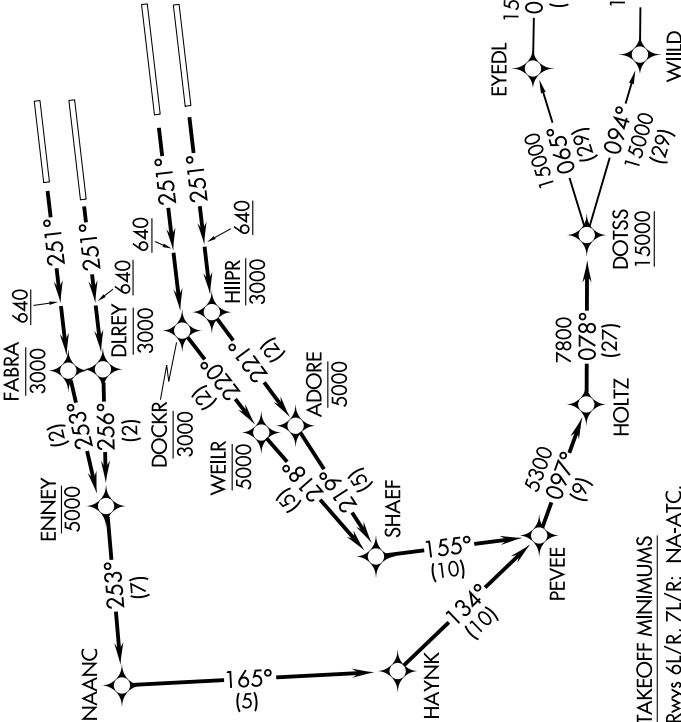 EYEDL
WIILD
15000
065°
(29)
094°
15000
(29)
DOTSS
15000
251°
251°
640
640
251°
251°
640
640
FABRA
3000
DLREY
3000
HIIPR
3000
DOCKR
3000
(2)
253°
256°
(2)
(2)
220°
221°
(2)
ENNEY
5000
WEILR
5000
ADORE
5000
(5)
218°
219°
(5)
SHAEF
253°
(7)
NAANC
165°
(5)
HAYNK
134°
(10)
155°
(10)
PEVEE
5300
097°
(9)
HOLTZ
7800
078°
(27)
TAKEOFF MINIMUMS
Rwys 6L/R, 7L/R: NA-ATC.